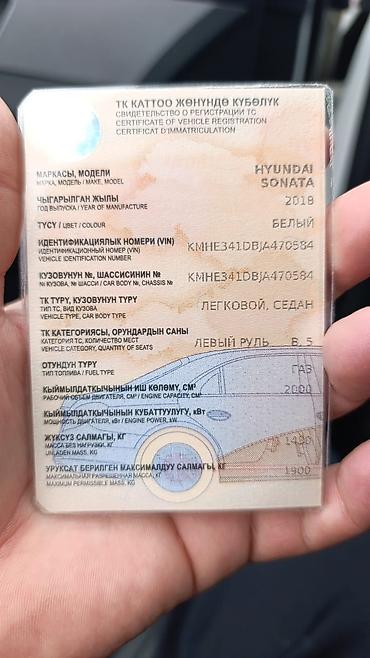 ТК КАТТОО ЖӨНҮНДӨ КҮБӨЛҮК
СВИДЕТЕЛЬСТВО О РЕГИСТРАЦИИ ТС
CERTIFICATE OF VEHICLE REGISTRATION
CERTIFICAT D'IMMATRICULATION
МАРКАСЫ, МОДЕЛИ
МАРКА, МОДЕЛЬ / MAKE, MODEL
HYUNDAI
SONATA
ЧЫГАРЫЛГАН ЖЫЛЫ
ГОД ВЫПУСКА / YEAR OF MANUFACTURE
2018
ТҮСҮ / ЦВЕТ / COLOUR
БЕЛЫЙ
ИДЕНТИФИКАЦИЯЛЫК НОМЕРИ (VIN)
ИДЕНТИФИКАЦИОННЫЙ НОМЕР (VIN)
VEHICLE IDENTIFICATION NUMBER
KMHE341DBJA470584
КУЗОВУНУН №, ШАССИСИНИН №
№ КУЗОВА, № ШАССИ / CAR BODY №, CHASSIS №
KMHE341DBJA470584
ТК ТҮРҮ, КУЗОВУНУН ТҮРҮ
ТИП ТС, ВИД КУЗОВА
VEHICLE TYPE, CAR BODY TYPE
ЛЕГКОВОЙ, СЕДАН
ТК КАТЕГОРИЯСЫ, ОРУНДАРДЫН САНЫ
КАТЕГОРИЯ ТС, КОЛИЧЕСТВО МЕСТ
VEHICLE CATEGORY, QUANTITY OF SEATS
ЛЕВЫЙ РУЛЬ B, 5
ОТУНДУН ТҮРҮ
ТИП ТОПЛИВА / FUEL TYPE
ГАЗ
КЫЙМЫЛДАТКЫЧЫНЫН ИШ КӨЛӨМҮ, СМ³
РАБОЧИЙ ОБЪЕМ ДВИГАТЕЛЯ, СМ³ / ENGINE CAPACITY, CM³
2000
КЫЙМЫЛДАТКЫЧЫНЫН КУБАТТУУЛУГУ, кВт
МОЩНОСТЬ ДВИГАТЕЛЯ, кВт / ENGINE POWER, kW
ЖҮКСҮЗ САЛМАГЫ, КГ
МАССА БЕЗ НАГРУЗКИ, КГ
UNLADEN MASS, KG
УРУКСАТ БЕРИЛГЕН МАКСИМАЛДУУ САЛМАГЫ, КГ
МАКСИМАЛЬНАЯ РАЗРЕШЕННАЯ МАССА, КГ
MAXIMUM PERMISSIBLE MASS, KG
1900